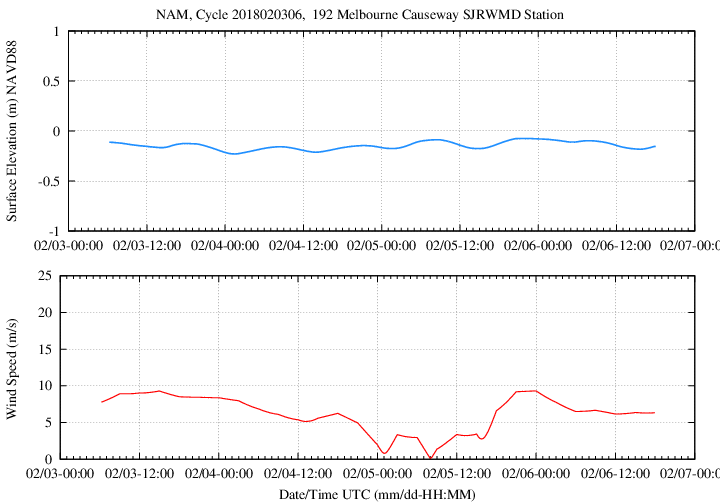 NAM, Cycle 2018020306, 192 Melbourne Causeway SJRWMD Station
Surface Elevation (m) NAVD88
1
0.5
0
-0.5
-1
02/03-00:00 02/03-12:00 02/04-00:00 02/04-12:00 02/05-00:00 02/05-12:00 02/06-00:00 02/06-12:00 02/07-00:00
Wind Speed (m/s)
25
20
15
10
5
0
02/03-00:00 02/03-12:00 02/04-00:00 02/04-12:00 02/05-00:00 02/05-12:00 02/06-00:00 02/06-12:00 02/07-00:00
Date/Time UTC (mm/dd-HH:MM)